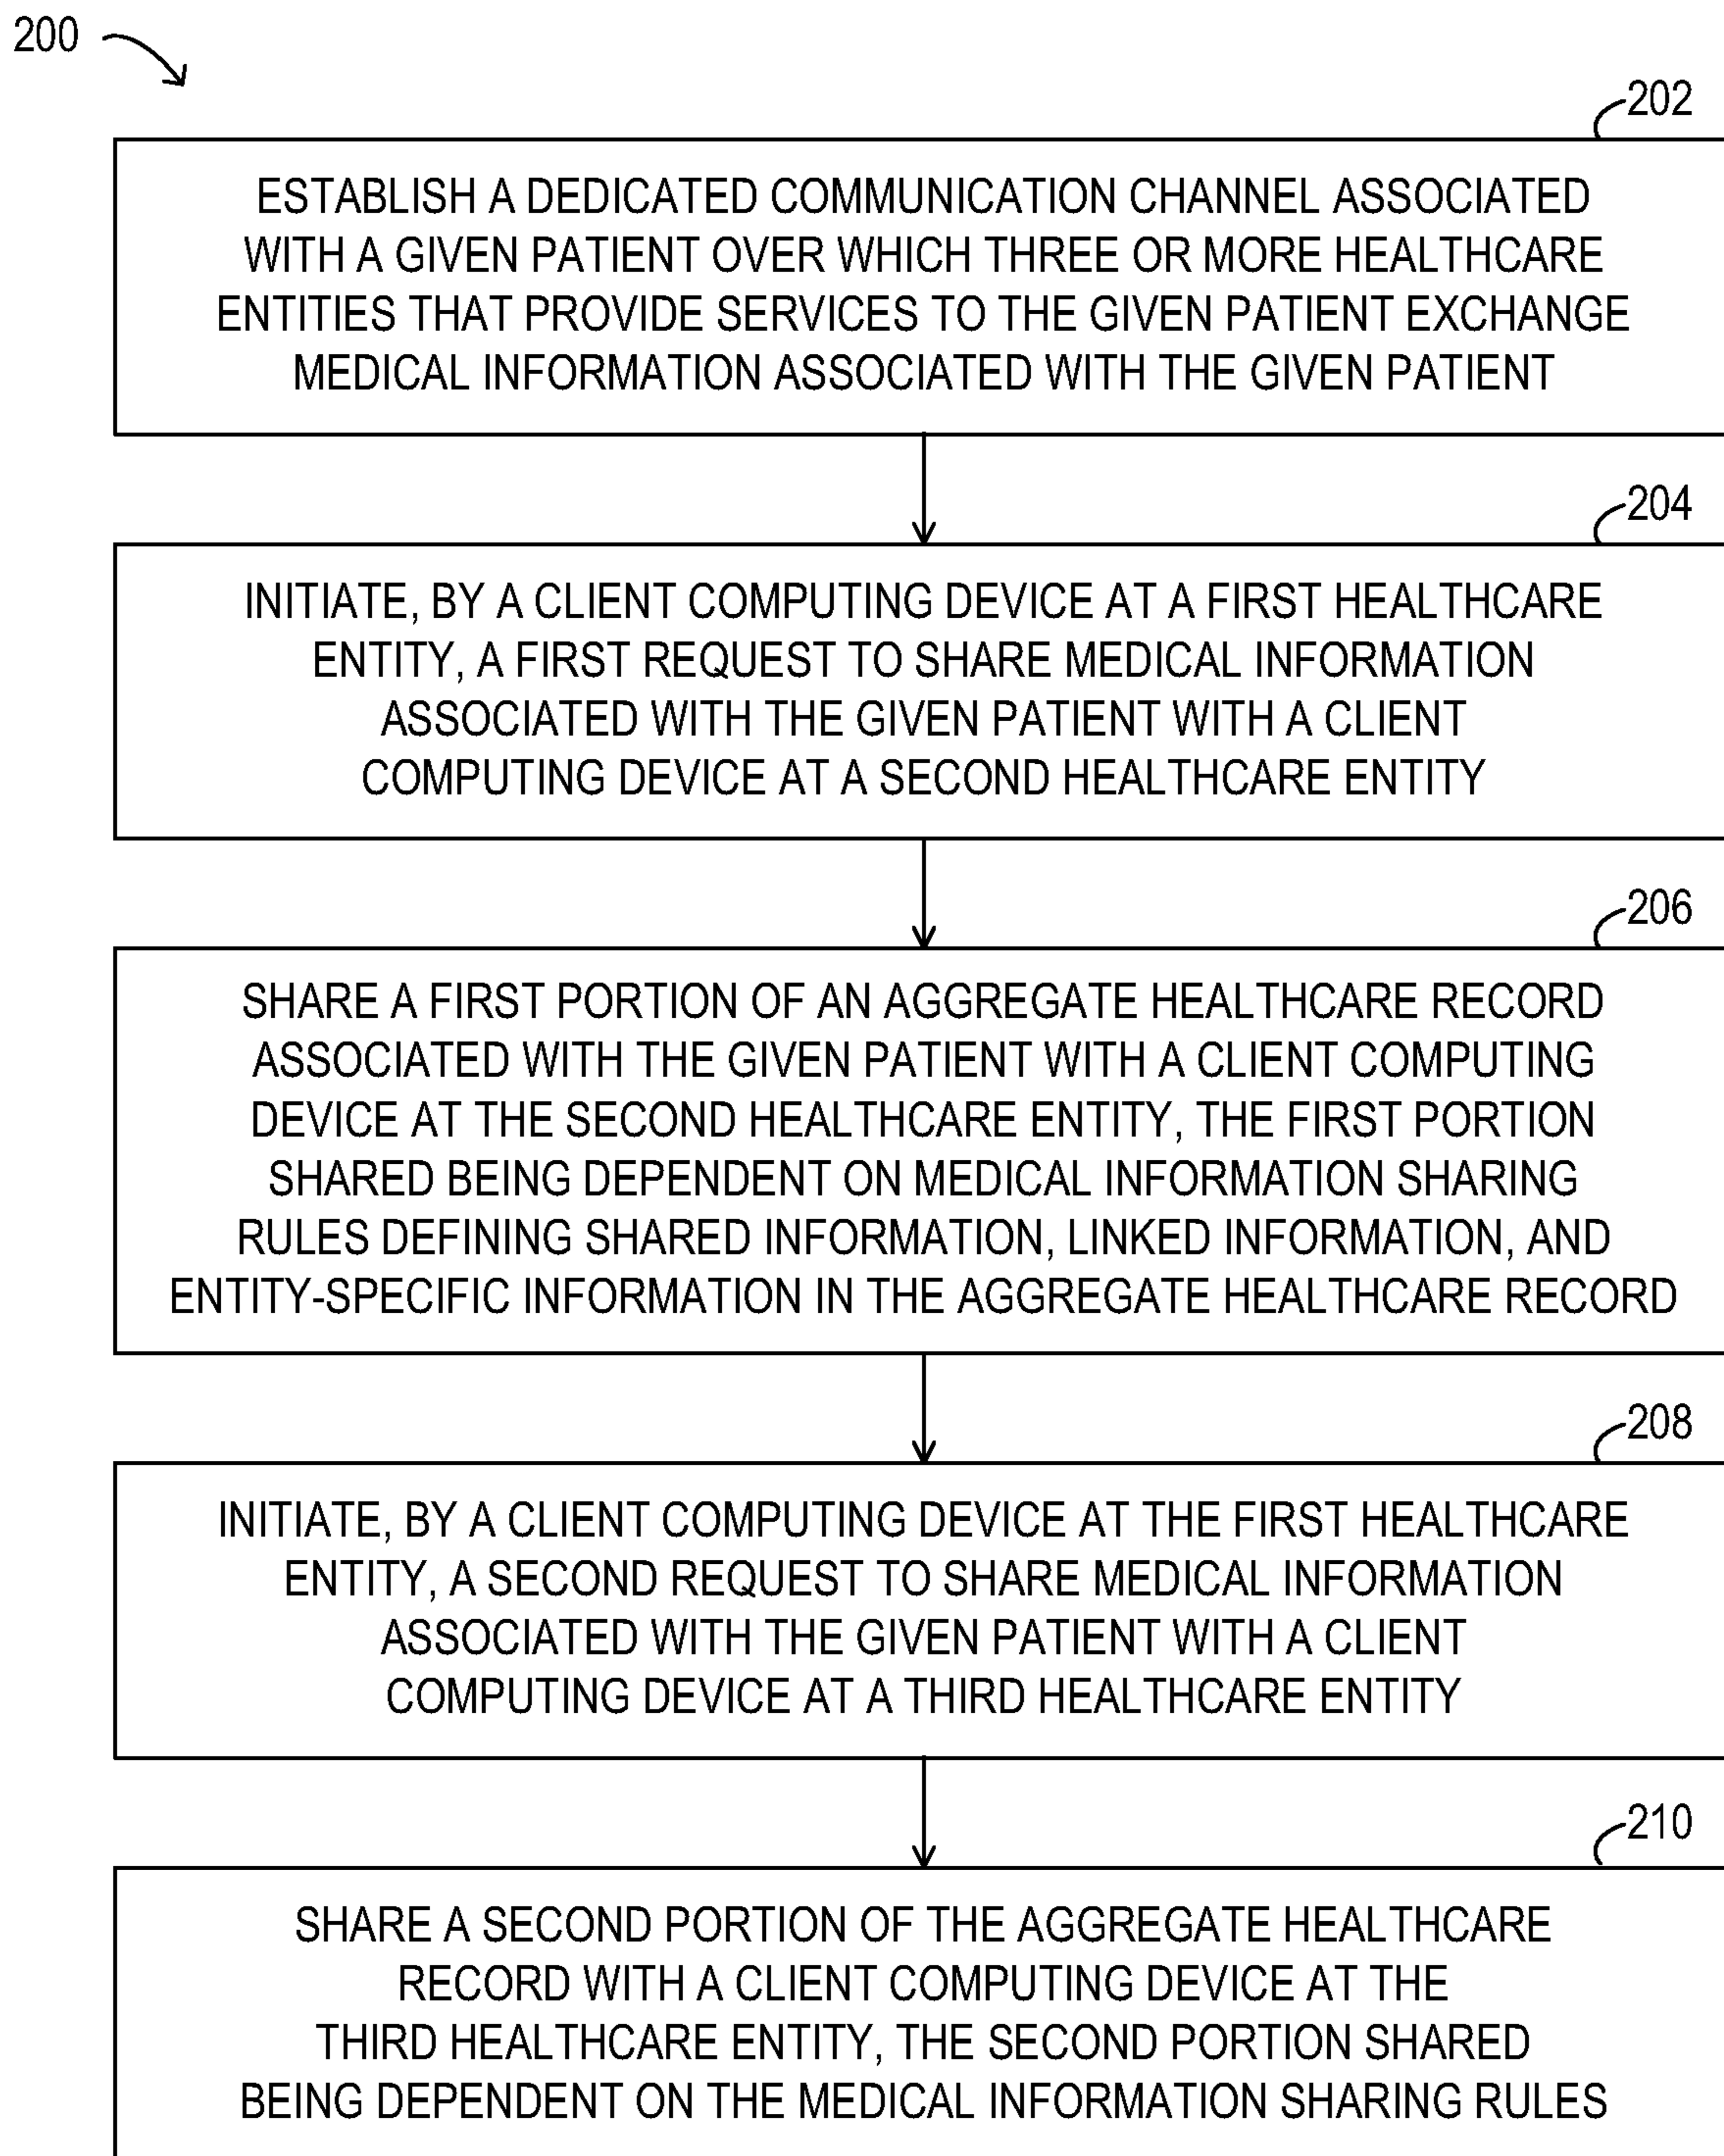 200
202
ESTABLISH A DEDICATED COMMUNICATION CHANNEL ASSOCIATED
WITH A GIVEN PATIENT OVER WHICH THREE OR MORE HEALTHCARE
ENTITIES THAT PROVIDE SERVICES TO THE GIVEN PATIENT EXCHANGE
MEDICAL INFORMATION ASSOCIATED WITH THE GIVEN PATIENT
204
INITIATE, BY A CLIENT COMPUTING DEVICE AT A FIRST HEALTHCARE
ENTITY, A FIRST REQUEST TO SHARE MEDICAL INFORMATION
ASSOCIATED WITH THE GIVEN PATIENT WITH A CLIENT
COMPUTING DEVICE AT A SECOND HEALTHCARE ENTITY
206
SHARE A FIRST PORTION OF AN AGGREGATE HEALTHCARE RECORD
ASSOCIATED WITH THE GIVEN PATIENT WITH A CLIENT COMPUTING
DEVICE AT THE SECOND HEALTHCARE ENTITY, THE FIRST PORTION
SHARED BEING DEPENDENT ON MEDICAL INFORMATION SHARING
RULES DEFINING SHARED INFORMATION, LINKED INFORMATION, AND
ENTITY-SPECIFIC INFORMATION IN THE AGGREGATE HEALTHCARE RECORD
208
INITIATE, BY A CLIENT COMPUTING DEVICE AT THE FIRST HEALTHCARE
ENTITY, A SECOND REQUEST TO SHARE MEDICAL INFORMATION
ASSOCIATED WITH THE GIVEN PATIENT WITH A CLIENT
COMPUTING DEVICE AT A THIRD HEALTHCARE ENTITY
210
SHARE A SECOND PORTION OF THE AGGREGATE HEALTHCARE
RECORD WITH A CLIENT COMPUTING DEVICE AT THE
THIRD HEALTHCARE ENTITY, THE SECOND PORTION SHARED
BEING DEPENDENT ON THE MEDICAL INFORMATION SHARING RULES